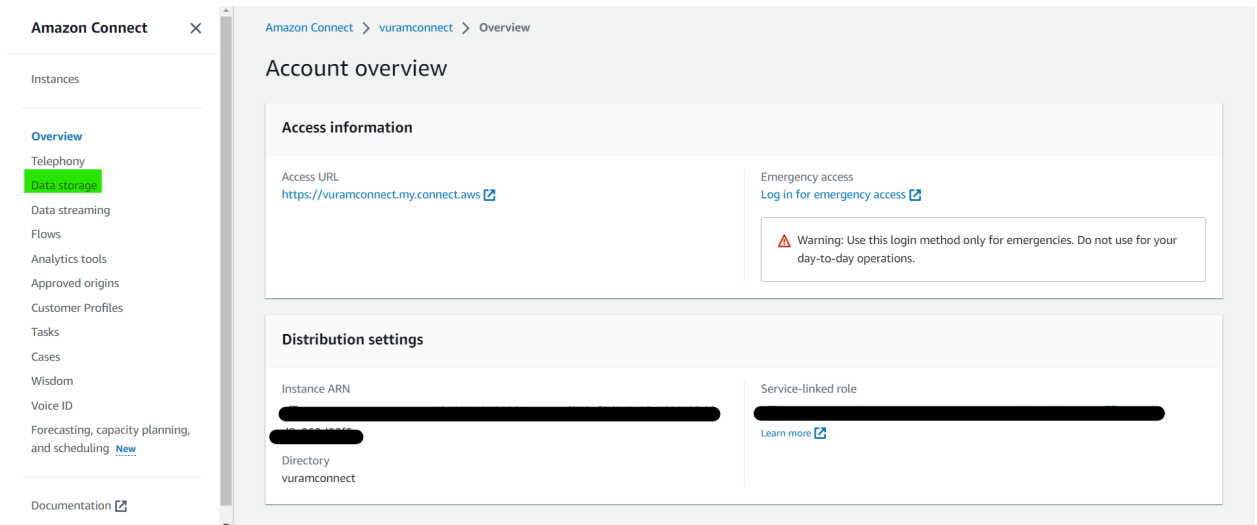 Amazon Connect
Instances
Overview
Telephony
Data storage
Data streaming
Flows
Analytics tools
Approved origins
Customer Profiles
Tasks
Cases
Wisdom
Voice ID
Forecasting, capacity planning,
and scheduling New
Documentation
Amazon Connect > vuramconnect > Overview
Account overview
Access information
Access URL
https://vuramconnect.my.connect.aws
Emergency access
Log in for emergency access
Warning: Use this login method only for emergencies. Do not use for your
day-to-day operations.
Distribution settings
Instance ARN
Directory
vuramconnect
Service-linked role
Learn more